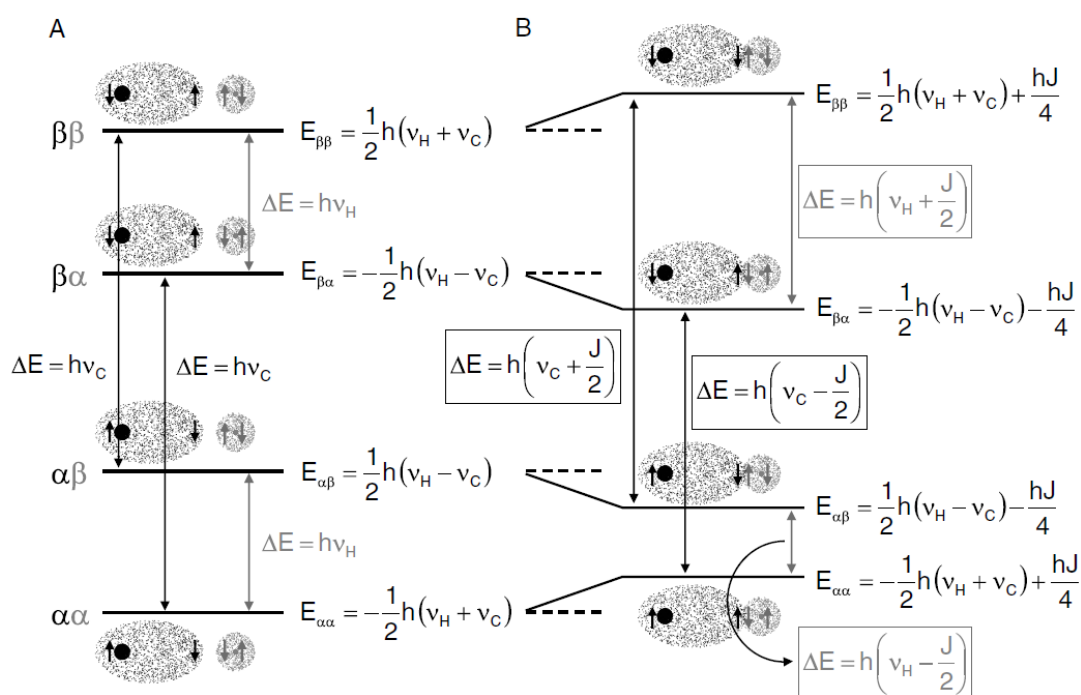 A
B
ββ
E_ββ = 1/2 h(ν_H + ν_C)
E_ββ = 1/2 h(ν_H + ν_C) + hJ/4
ΔE = hν_H
ΔE = h(ν_H + J/2)
βα
E_βα = −1/2 h(ν_H − ν_C)
E_βα = −1/2 h(ν_H − ν_C) − hJ/4
ΔE = hν_C
ΔE = hν_C
ΔE = h(ν_C + J/2)
ΔE = h(ν_C − J/2)
αβ
E_αβ = 1/2 h(ν_H − ν_C)
E_αβ = 1/2 h(ν_H − ν_C) − hJ/4
ΔE = hν_H
αα
E_αα = −1/2 h(ν_H + ν_C)
E_αα = −1/2 h(ν_H + ν_C) + hJ/4
ΔE = h(ν_H − J/2)